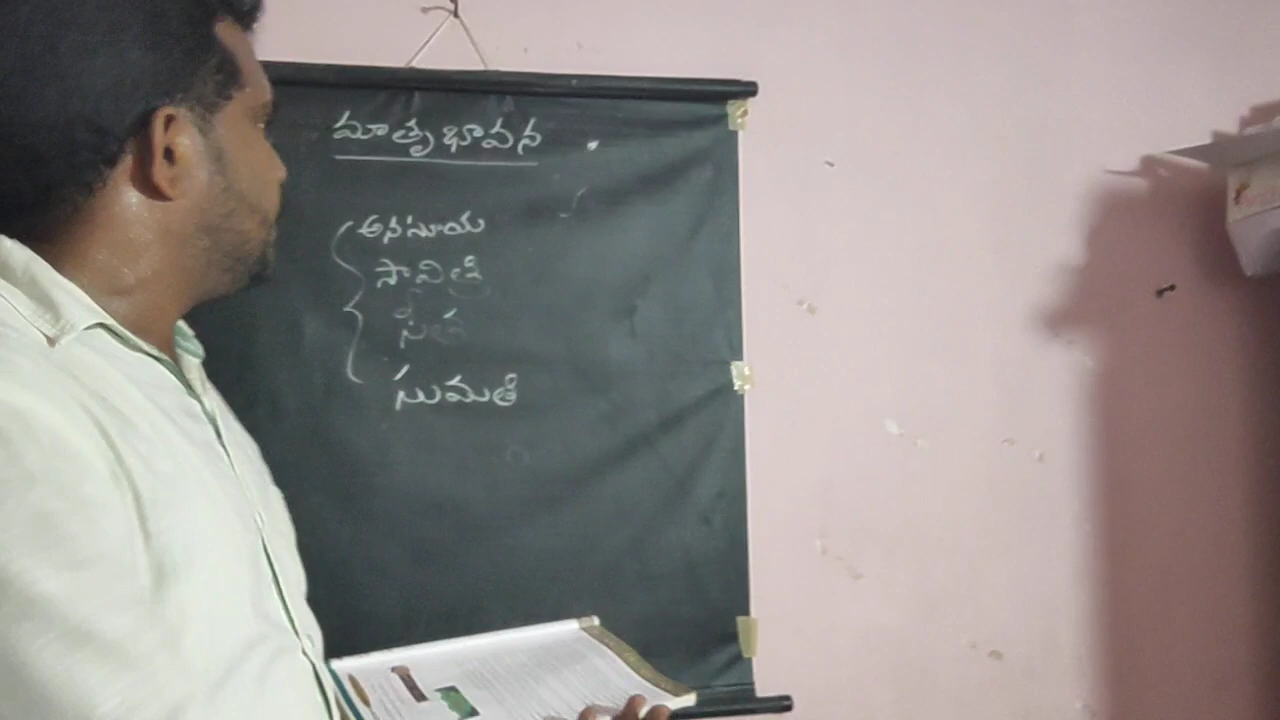 మాతృభావన
అనసూయ
సావిత్రి
సీత
సుమతి